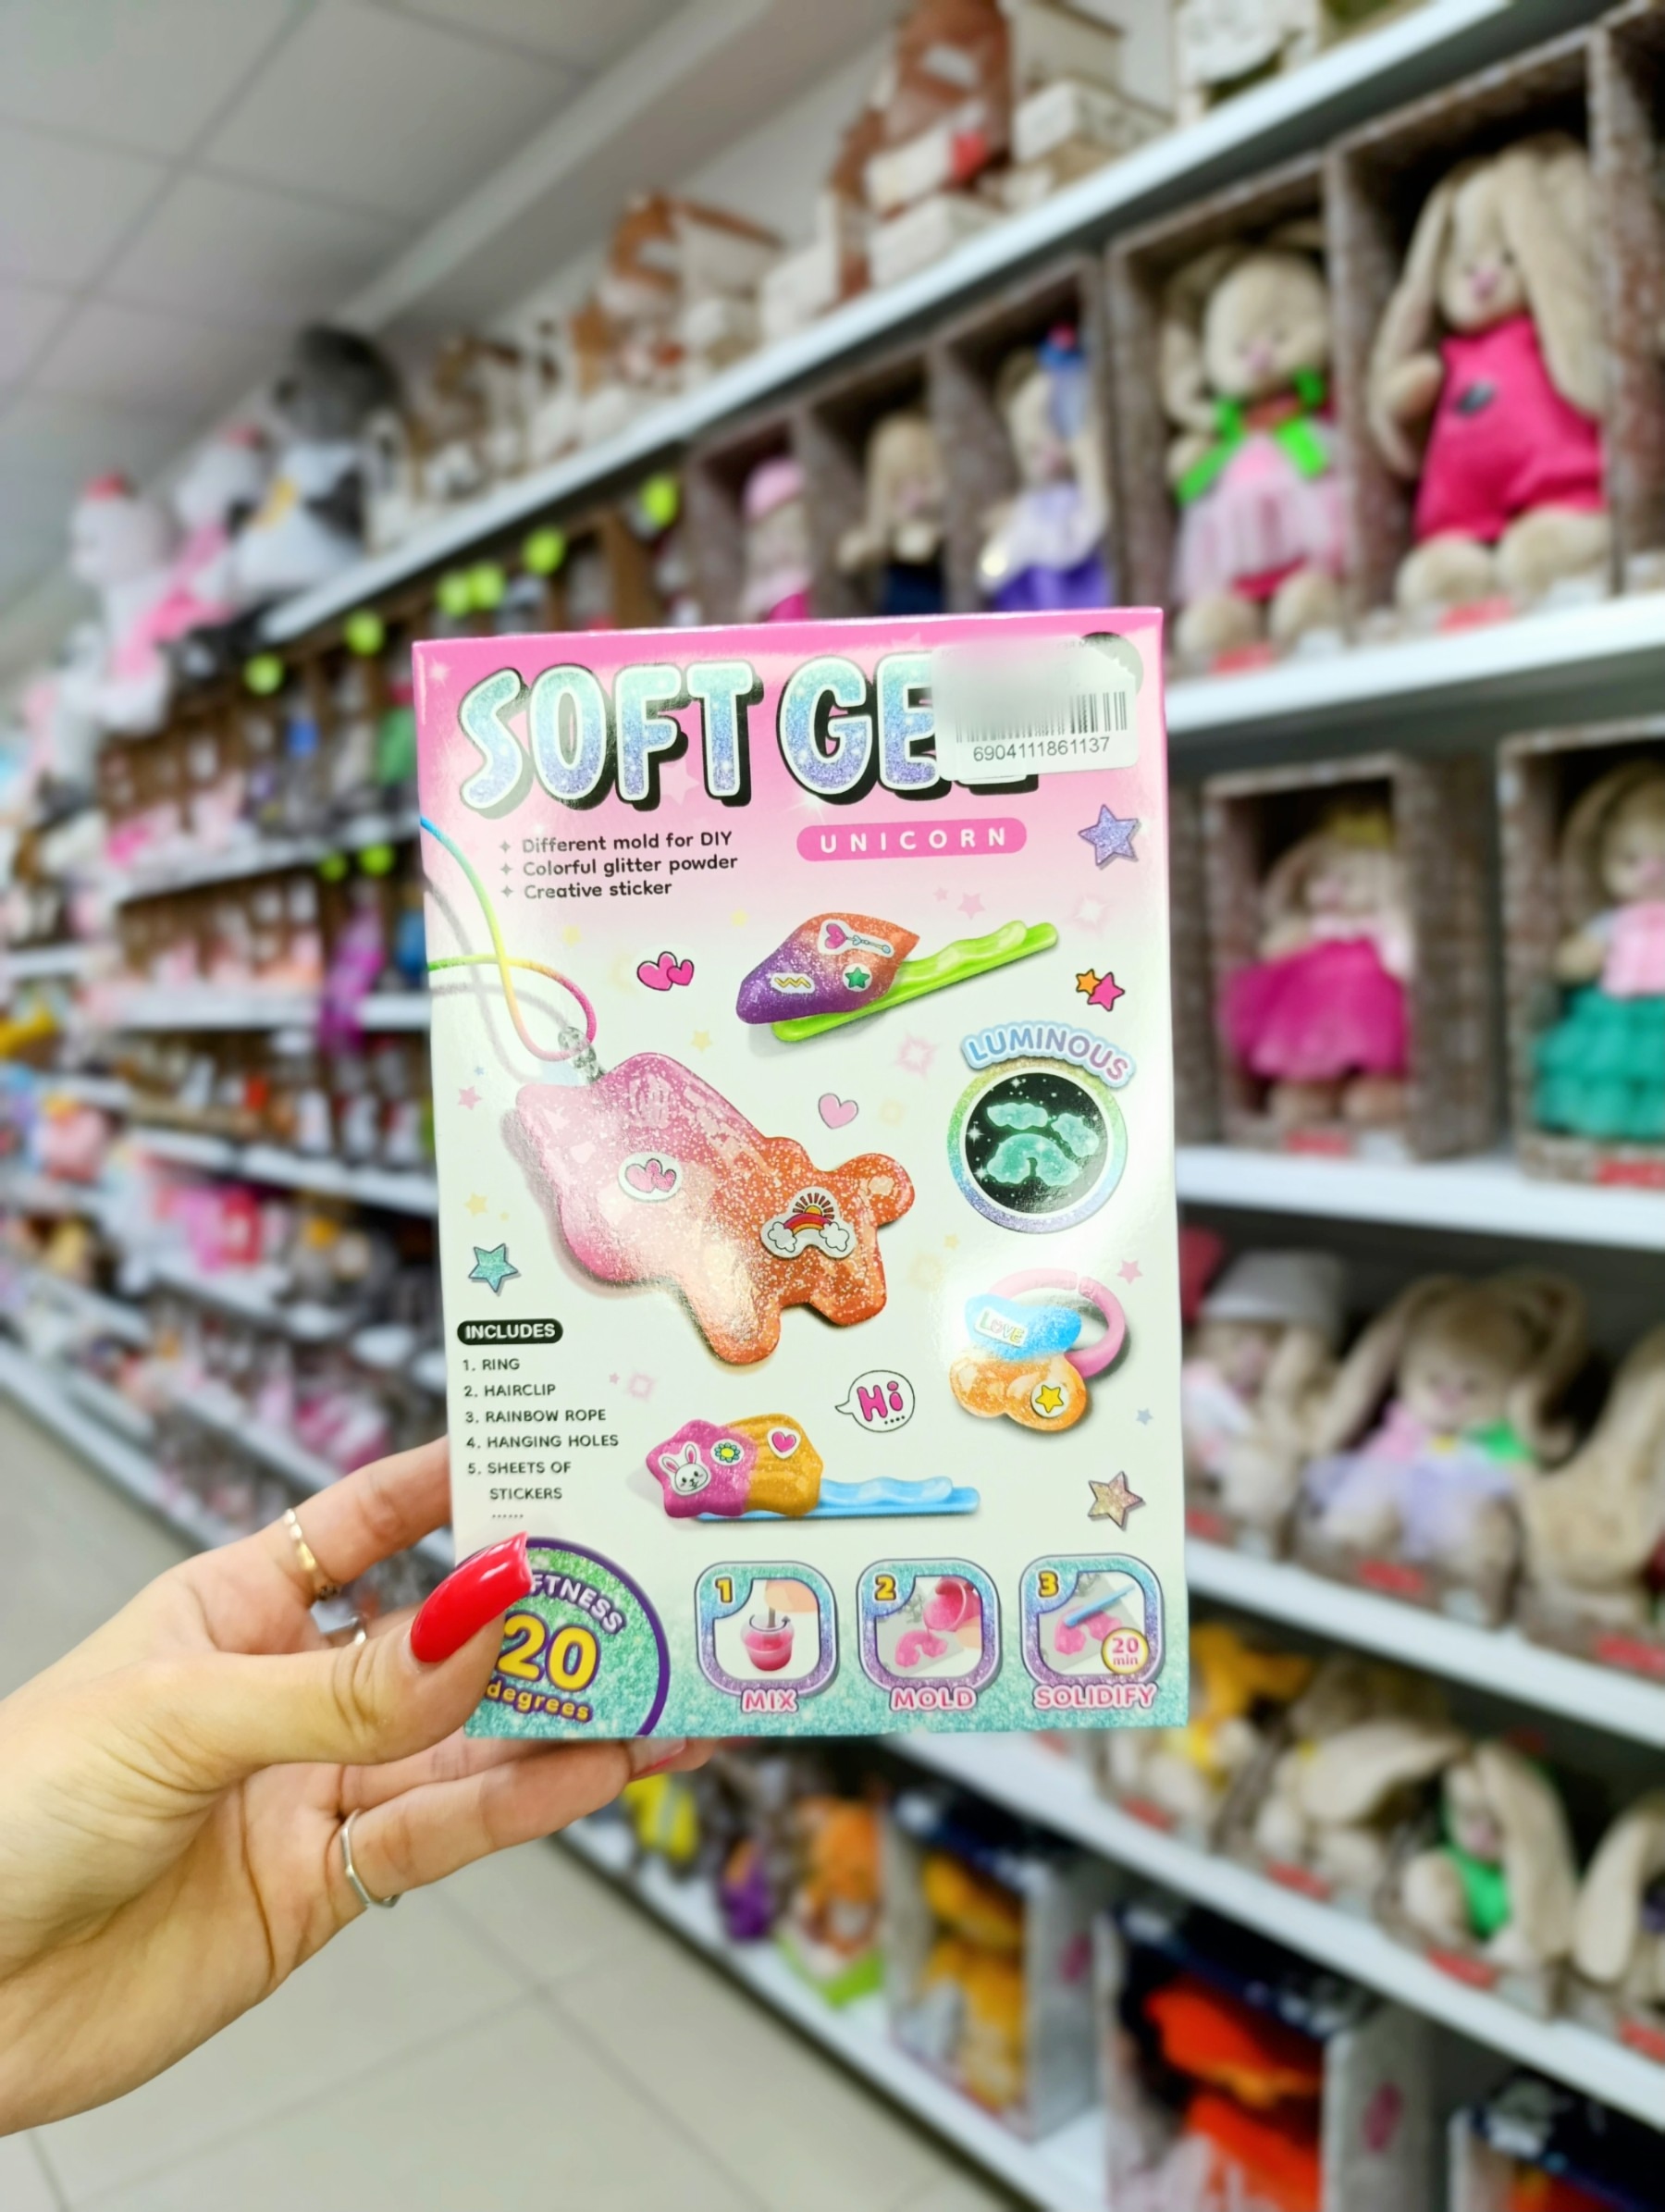 SOFT GE
6904111861137
Different mold for DIY
Colorful glitter powder
Creative sticker
UNICORN
LUMINOUS
LOVE
Hi
INCLUDES
1. RING
2. HAIRCLIP
3. RAINBOW ROPE
4. HANGING HOLES
5. SHEETS OF
STICKERS
......
FTNESS
20
degrees
1
MIX
2
MOLD
3
20
min
SOLIDIFY